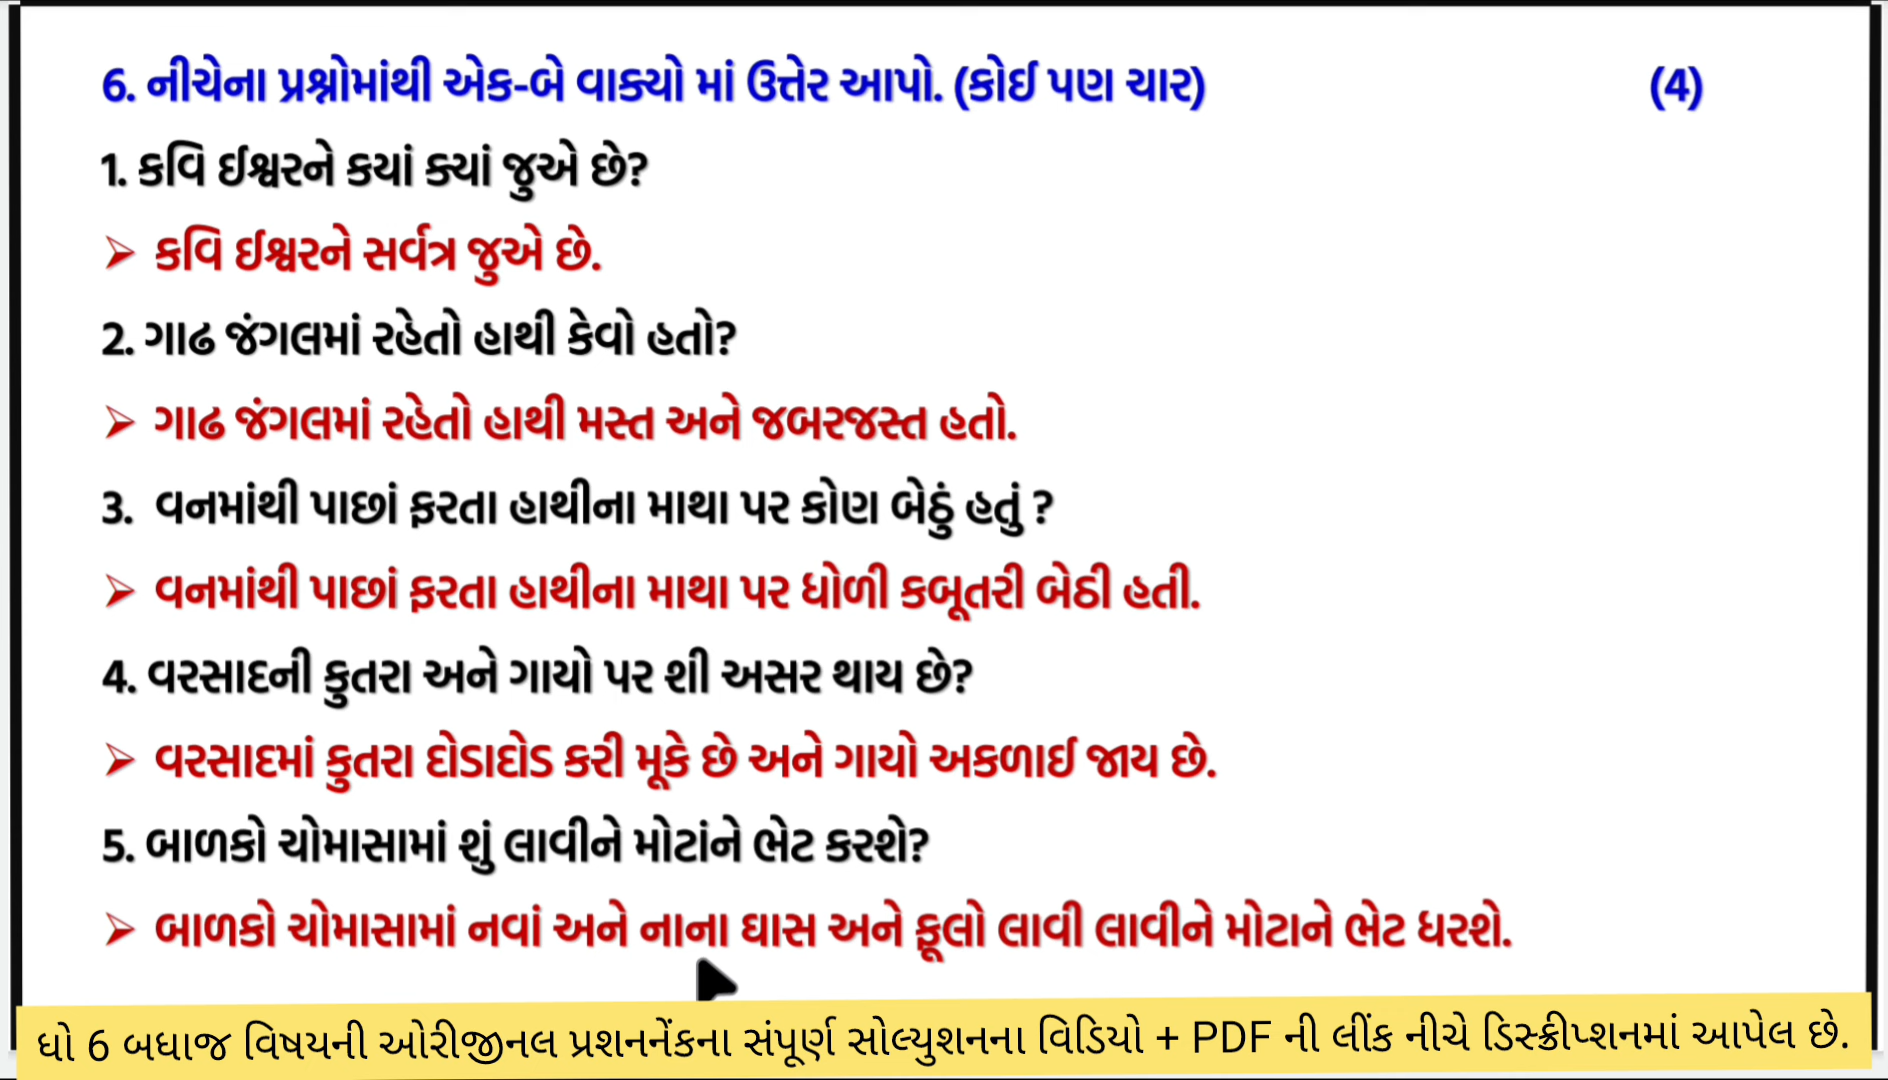 6. નીચેના પ્રશ્નોમાંથી એક-બે વાક્યો માં ઉત્તેર આપો. (કોઈ પણ ચાર) (4)
1. કવિ ઈશ્વરને કયાં ક્યાં જુએ છે?
➢ કવિ ઈશ્વરને સર્વત્ર જુએ છે.
2. ગાઢ જંગલમાં રહેતો હાથી કેવો હતો?
➢ ગાઢ જંગલમાં રહેતો હાથી મસ્ત અને જબરજસ્ત હતો.
3. વનમાંથી પાછાં ફરતા હાથીના માથા પર કોણ બેઠું હતું ?
➢ વનમાંથી પાછાં ફરતા હાથીના માથા પર ધોળી કબૂતરી બેઠી હતી.
4. વરસાદની કુતરા અને ગાયો પર શી અસર થાય છે?
➢ વરસાદમાં કુતરા દોડાદોડ કરી મૂકે છે અને ગાયો અકળાઈ જાય છે.
5. બાળકો ચોમાસામાં શું લાવીને મોટાંને ભેટ કરશે?
➢ બાળકો ચોમાસામાં નવાં અને નાના ઘાસ અને ફૂલો લાવી લાવીને મોટાને ભેટ ધરશે.
ધો 6 બધાજ વિષયની ઓરીજીનલ પ્રશનનેંકના સંપૂર્ણ સોલ્યુશનના વિડિયો + PDF ની લીંક નીચે ડિસ્ક્રીપ્શનમાં આપેલ છે.